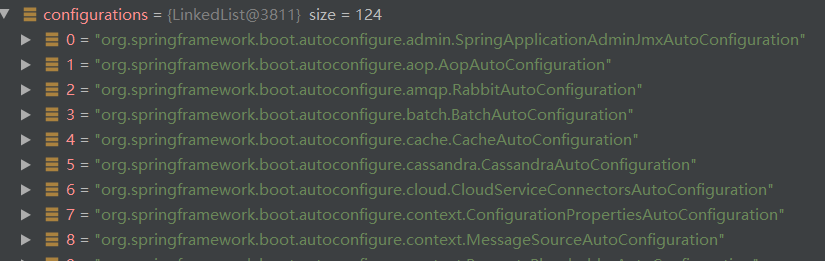 configurations = {LinkedList@3811} size = 124
0 = "org.springframework.boot.autoconfigure.admin.SpringApplicationAdminJmxAutoConfiguration"
1 = "org.springframework.boot.autoconfigure.aop.AopAutoConfiguration"
2 = "org.springframework.boot.autoconfigure.amqp.RabbitAutoConfiguration"
3 = "org.springframework.boot.autoconfigure.batch.BatchAutoConfiguration"
4 = "org.springframework.boot.autoconfigure.cache.CacheAutoConfiguration"
5 = "org.springframework.boot.autoconfigure.cassandra.CassandraAutoConfiguration"
6 = "org.springframework.boot.autoconfigure.cloud.CloudServiceConnectorsAutoConfiguration"
7 = "org.springframework.boot.autoconfigure.context.ConfigurationPropertiesAutoConfiguration"
8 = "org.springframework.boot.autoconfigure.context.MessageSourceAutoConfiguration"